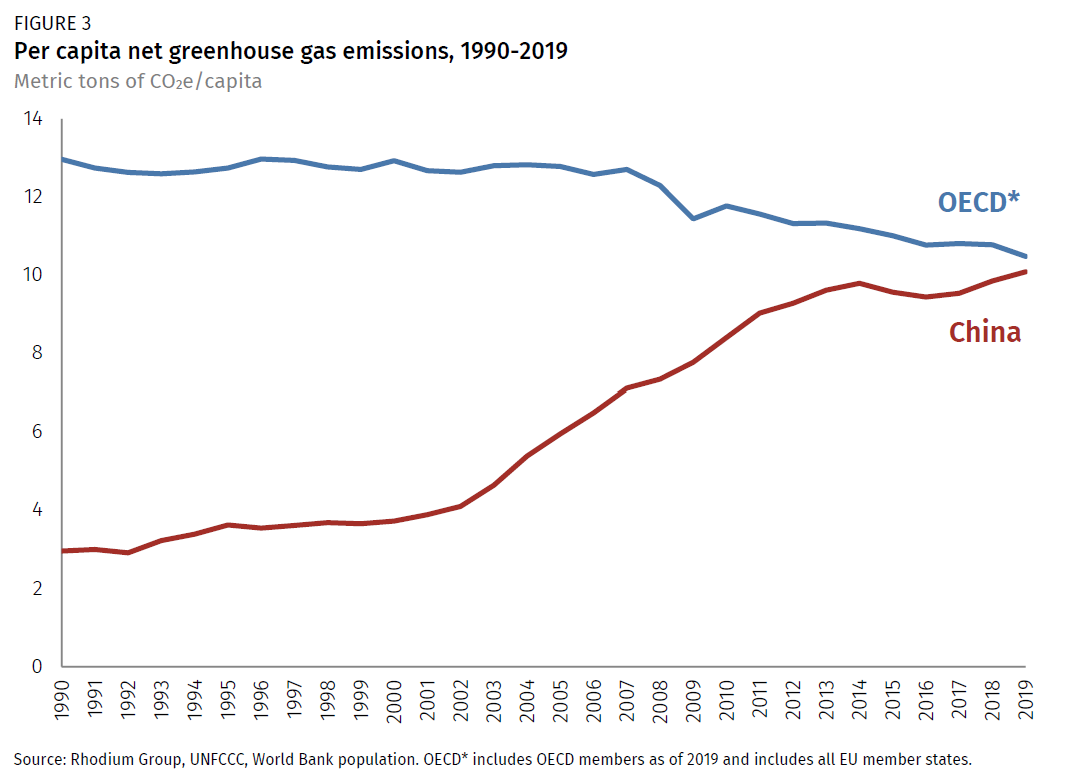 FIGURE 3
Per capita net greenhouse gas emissions, 1990-2019
Metric tons of CO₂e/capita
14
12
10
8
6
4
2
0
OECD*
China
1990 1991 1992 1993 1994 1995 1996 1997 1998 1999 2000 2001 2002 2003 2004 2005 2006 2007 2008 2009 2010 2011 2012 2013 2014 2015 2016 2017 2018 2019
Source: Rhodium Group, UNFCCC, World Bank population. OECD* includes OECD members as of 2019 and includes all EU member states.